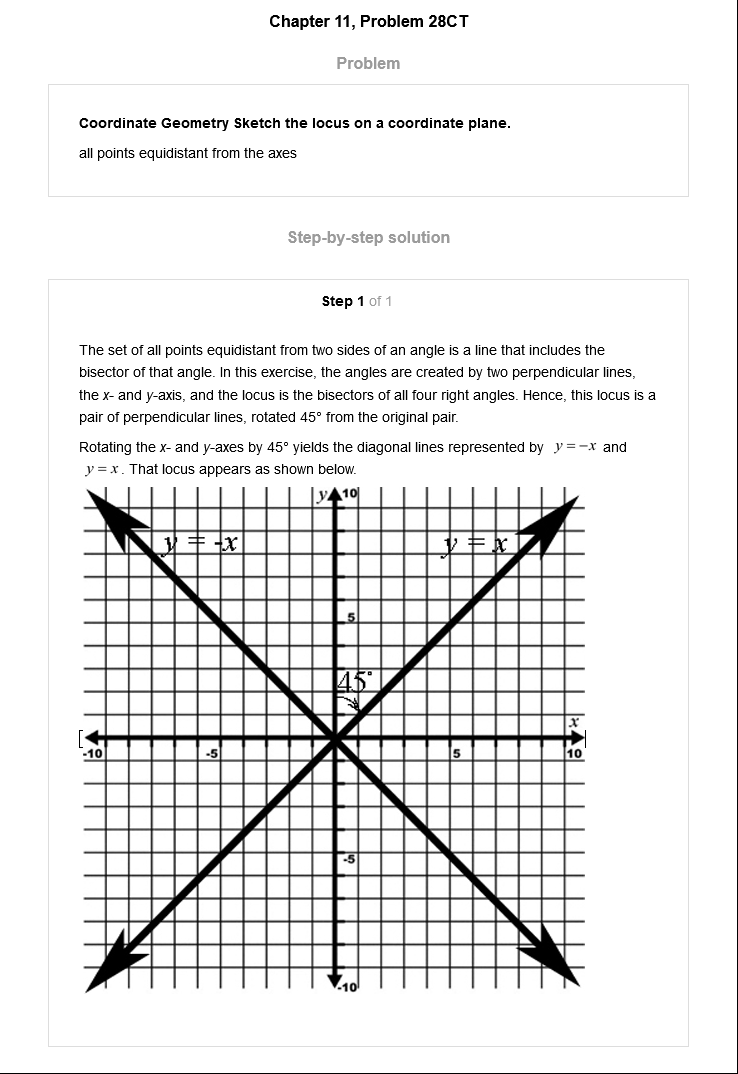 Chapter 11, Problem 28CT
Problem
Coordinate Geometry Sketch the locus on a coordinate plane.
all points equidistant from the axes
Step-by-step solution
Step 1 of 1
The set of all points equidistant from two sides of an angle is a line that includes the
bisector of that angle. In this exercise, the angles are created by two perpendicular lines,
the x- and y-axis, and the locus is the bisectors of all four right angles. Hence, this locus is a
pair of perpendicular lines, rotated 45° from the original pair.
Rotating the x- and y-axes by 45° yields the diagonal lines represented by y = −x and
y = x. That locus appears as shown below.
y 10
y = -x y = x
5
45°
x
[
-10 -5 5 10
-5
-10